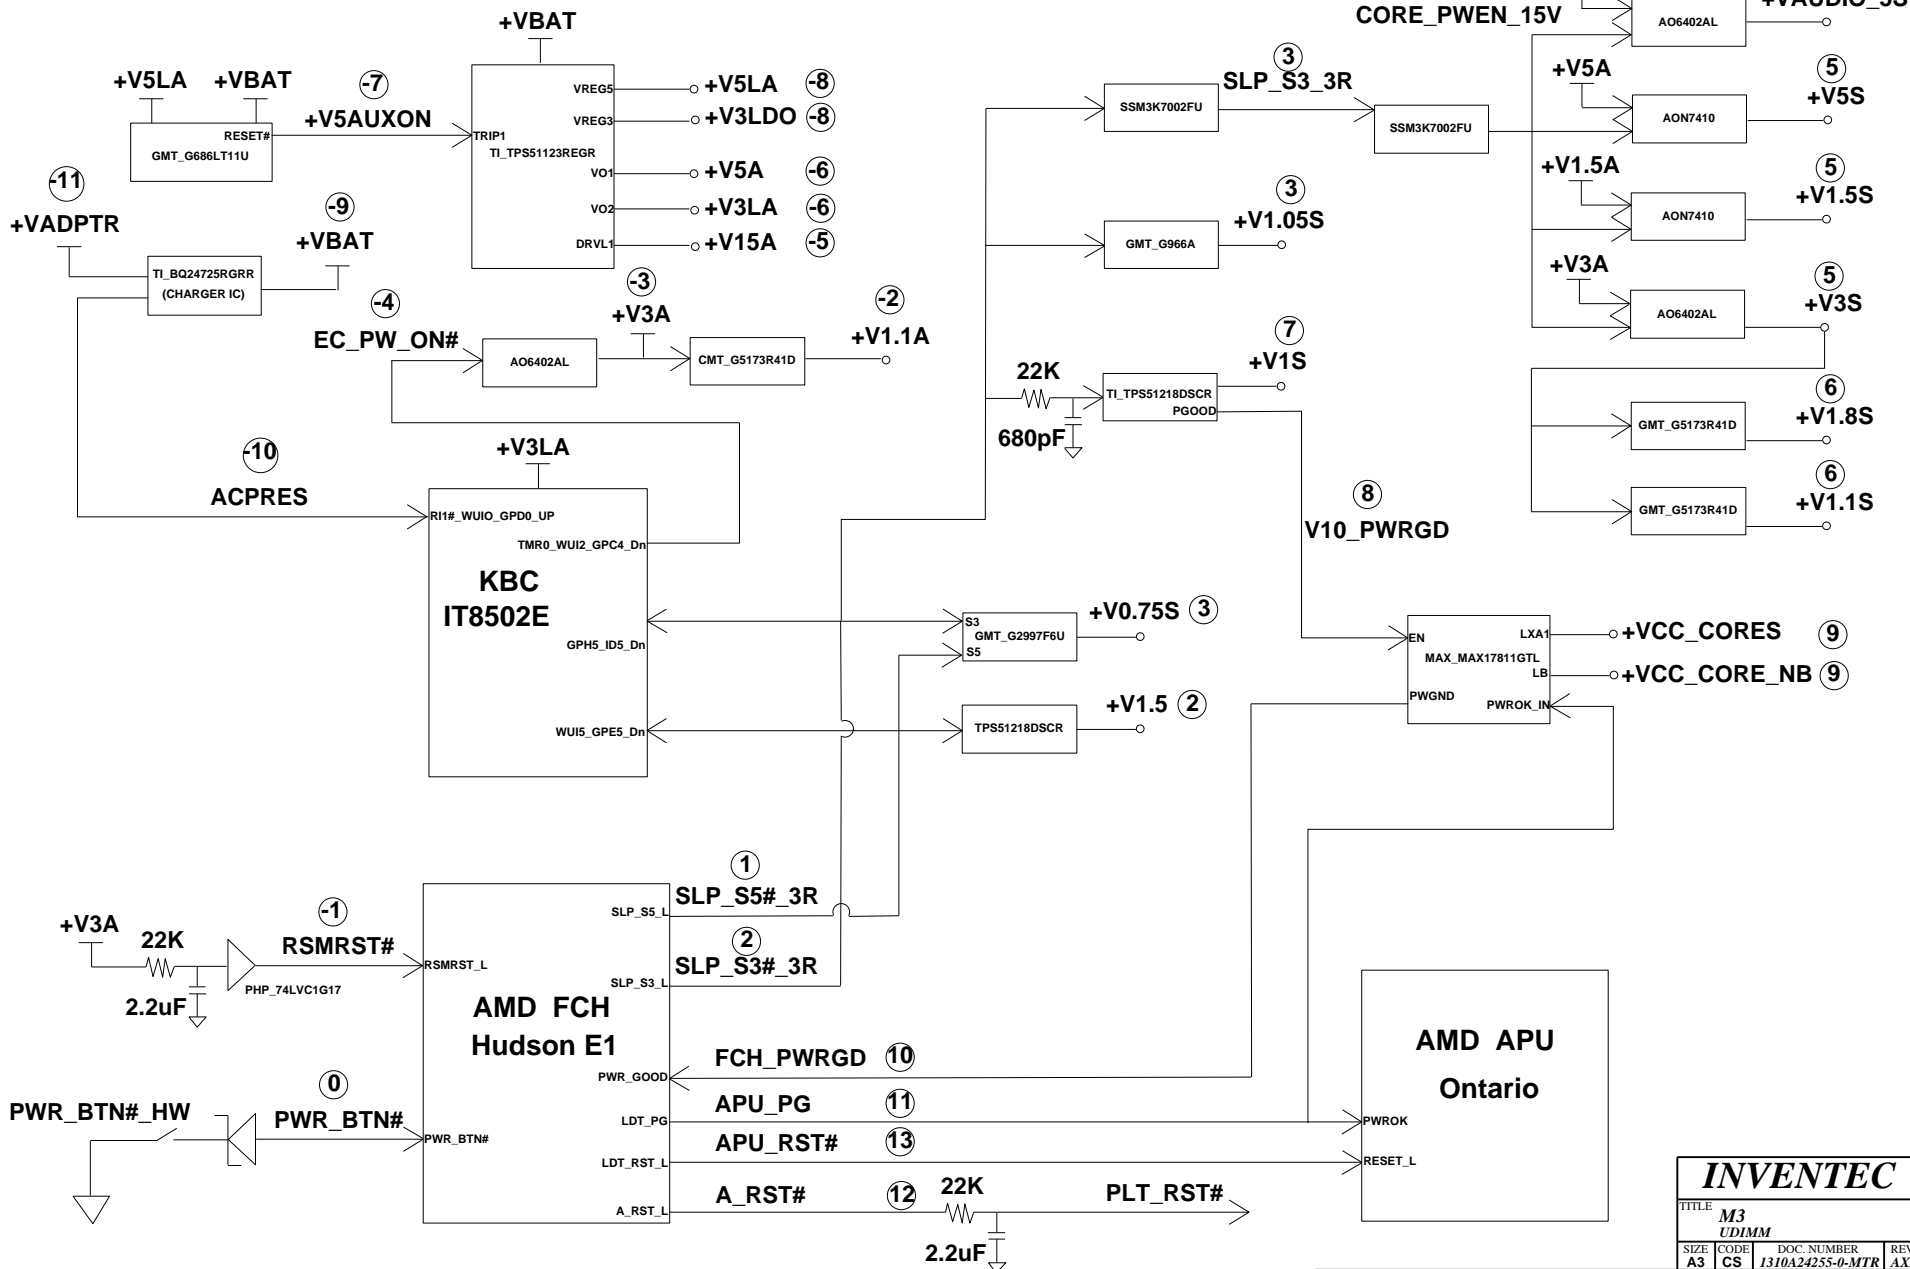 +VBAT
+V5LA
+VBAT
-7
+V5AUXON
RESET#
GMT_G686LT11U
VREG5
VREG3
TRIP1
TI_TPS51123REGR
VO1
VO2
DRVL1
+V5LA -8
+V3LDO -8
+V5A -6
+V3LA -6
+V15A -5
-11
+VADPTR
-9
+VBAT
TI_BQ24725RGRR
(CHARGER IC)
-4
EC_PW_ON#
AO6402AL
-3
+V3A
CMT_G5173R41D
-2
+V1.1A
-10
ACPRES
+V3LA
RI1#_WUIO_GPD0_UP
TMR0_WUI2_GPC4_Dn
KBC
IT8502E
GPH5_ID5_Dn
WUI5_GPE5_Dn
S3
GMT_G2997F6U
S5
+V0.75S 3
TPS51218DSCR
+V1.5 2
CORE_PWEN_15V
AO6402AL
3
SLP_S3_3R
SSM3K7002FU
SSM3K7002FU
+V5A
AON7410
5
+V5S
3
+V1.05S
GMT_G966A
+V1.5A
AON7410
5
+V1.5S
+V3A
AO6402AL
5
+V3S
22K
680pF
TI_TPS51218DSCR
PGOOD
7
+V1S
GMT_G5173R41D
6
+V1.8S
GMT_G5173R41D
6
+V1.1S
8
V10_PWRGD
EN
LXA1
MAX_MAX17811GTL
LB
PWGND
PWROK_IN
+VCC_CORES 9
+VCC_CORE_NB 9
+V3A
22K
2.2uF
PHP_74LVC1G17
-1
RSMRST#
RSMRST_L
PWR_BTN#_HW
0
PWR_BTN#
PWR_BTN#
AMD FCH
Hudson E1
SLP_S5_L
SLP_S3_L
PWR_GOOD
LDT_PG
LDT_RST_L
A_RST_L
1
SLP_S5#_3R
2
SLP_S3#_3R
FCH_PWRGD 10
APU_PG 11
APU_RST# 13
A_RST# 12
22K
2.2uF
PLT_RST#
AMD APU
Ontario
PWROK
RESET_L
INVENTEC
TITLE
M3
UDIMM
SIZE CODE DOC. NUMBER
A3 CS 1310A24255-0-MTR